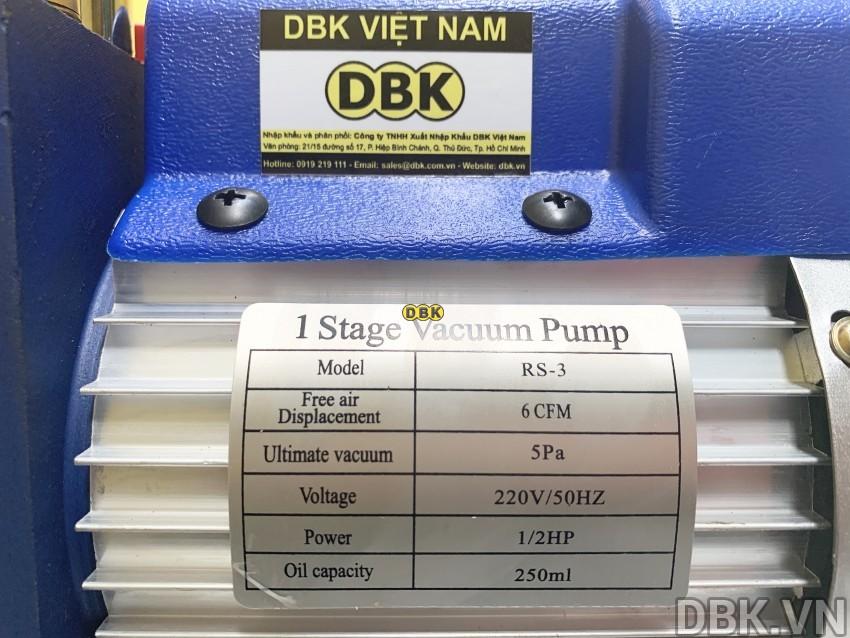 DBK VIỆT NAM
DBK
Nhập khẩu và phân phối: Công ty TNHH Xuất Nhập Khẩu DBK Việt Nam
Văn phòng: 21/15 đường số 17, P. Hiệp Bình Chánh, Q. Thủ Đức, Tp. Hồ Chí Minh
Hotline: 0919 219 111 - Email: sales@dbk.com.vn - Website: dbk.vn
DBK
1 Stage Vacuum Pump
Model RS-3
Free air
Displacement 6 CFM
Ultimate vacuum 5Pa
Voltage 220V/50HZ
Power 1/2HP
Oil capacity 250ml
DBK.VN